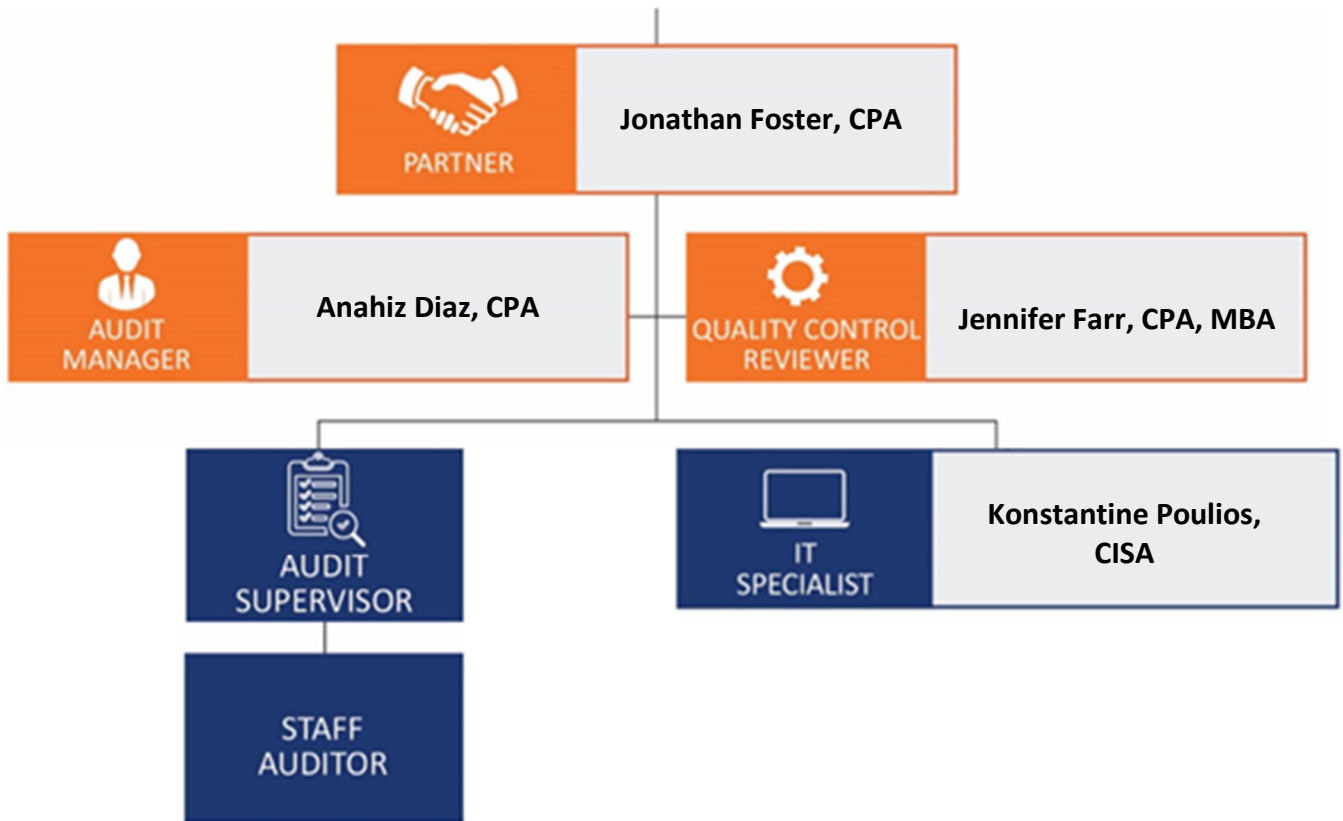 PARTNER
Jonathan Foster, CPA
AUDIT
MANAGER
Anahiz Diaz, CPA
QUALITY CONTROL
REVIEWER
Jennifer Farr, CPA, MBA
AUDIT
SUPERVISOR
IT
SPECIALIST
Konstantine Poulios,
CISA
STAFF
AUDITOR